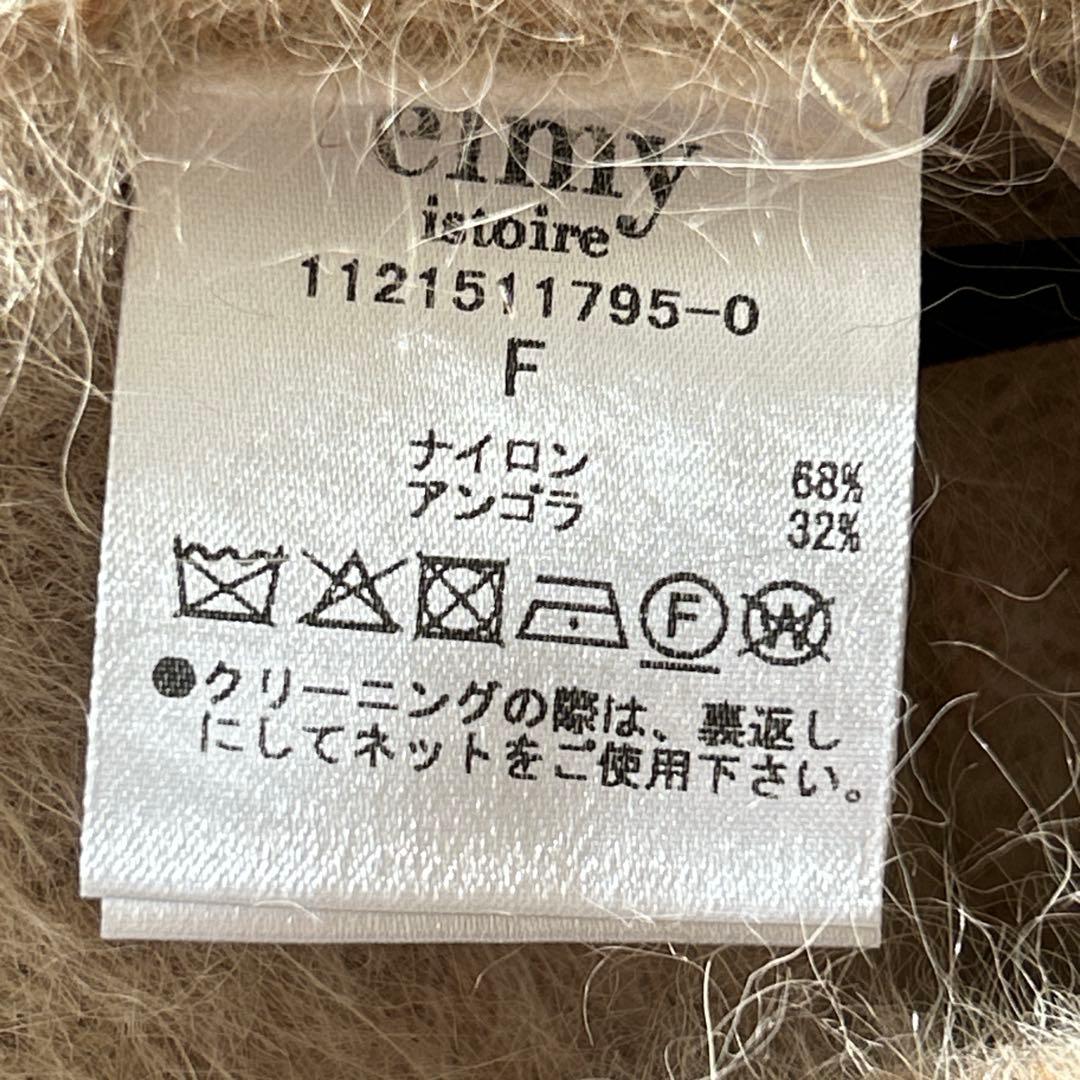 eimy
istoire
1121511795-0
F
ナイロン 68%
アンゴラ 32%
F
W
●クリーニングの際は、裏返し
にしてネットをご使用下さい。